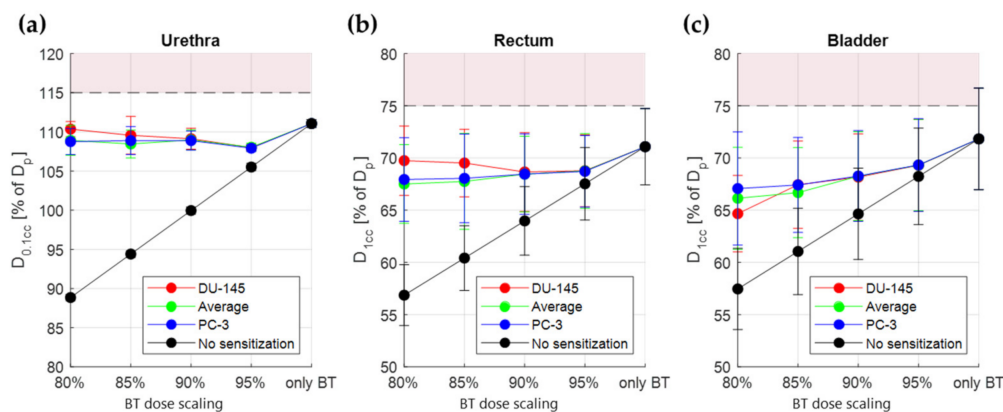 (a)
Urethra
120
115
110
105
100
95
90
85
80
D0.1cc [% of Dp]
DU-145
Average
PC-3
No sensitization
80%
85%
90%
95%
only BT
BT dose scaling
(b)
Rectum
80
75
70
65
60
55
50
D1cc [% of Dp]
DU-145
Average
PC-3
No sensitization
80%
85%
90%
95%
only BT
BT dose scaling
(c)
Bladder
80
75
70
65
60
55
50
D1cc [% of Dp]
DU-145
Average
PC-3
No sensitization
80%
85%
90%
95%
only BT
BT dose scaling